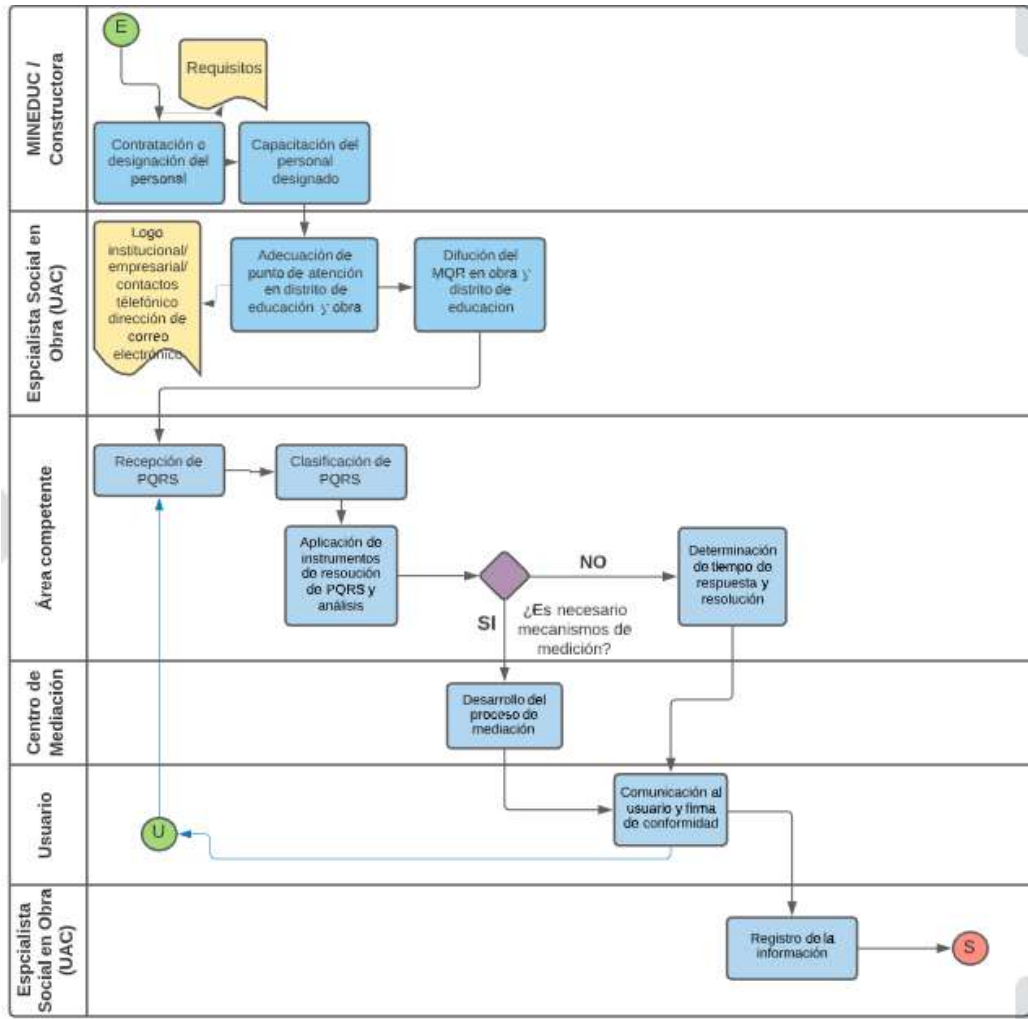 MINEDUC /
Constructora
E
Requisitos
Contratación o
designación del
personal
Capacitación del
personal
designado
Espcialista Social en
Obra (UAC)
Logo
institucional/
empresarial/
contactos
télefónico
dirección de
correo
electrónico
Adecuación de
punto de atención
en distrito de
educación y obra
Difución del
MQR en obra y
distrito de
educacion
Área competente
Recepción de
PQRS
Clasificación de
PQRS
Aplicación de
instrumentos
de resoución
de PQRS y
análisis
NO
SI
¿Es necesario
mecanismos de
medición?
Determinación
de tiempo de
respuesta y
resolución
Centro de
Mediación
Desarrollo del
proceso de
mediación
Usuario
U
Comunicación al
usuario y firma
de conformidad
Espcialista
Social en Obra
(UAC)
Registro de la
información
S